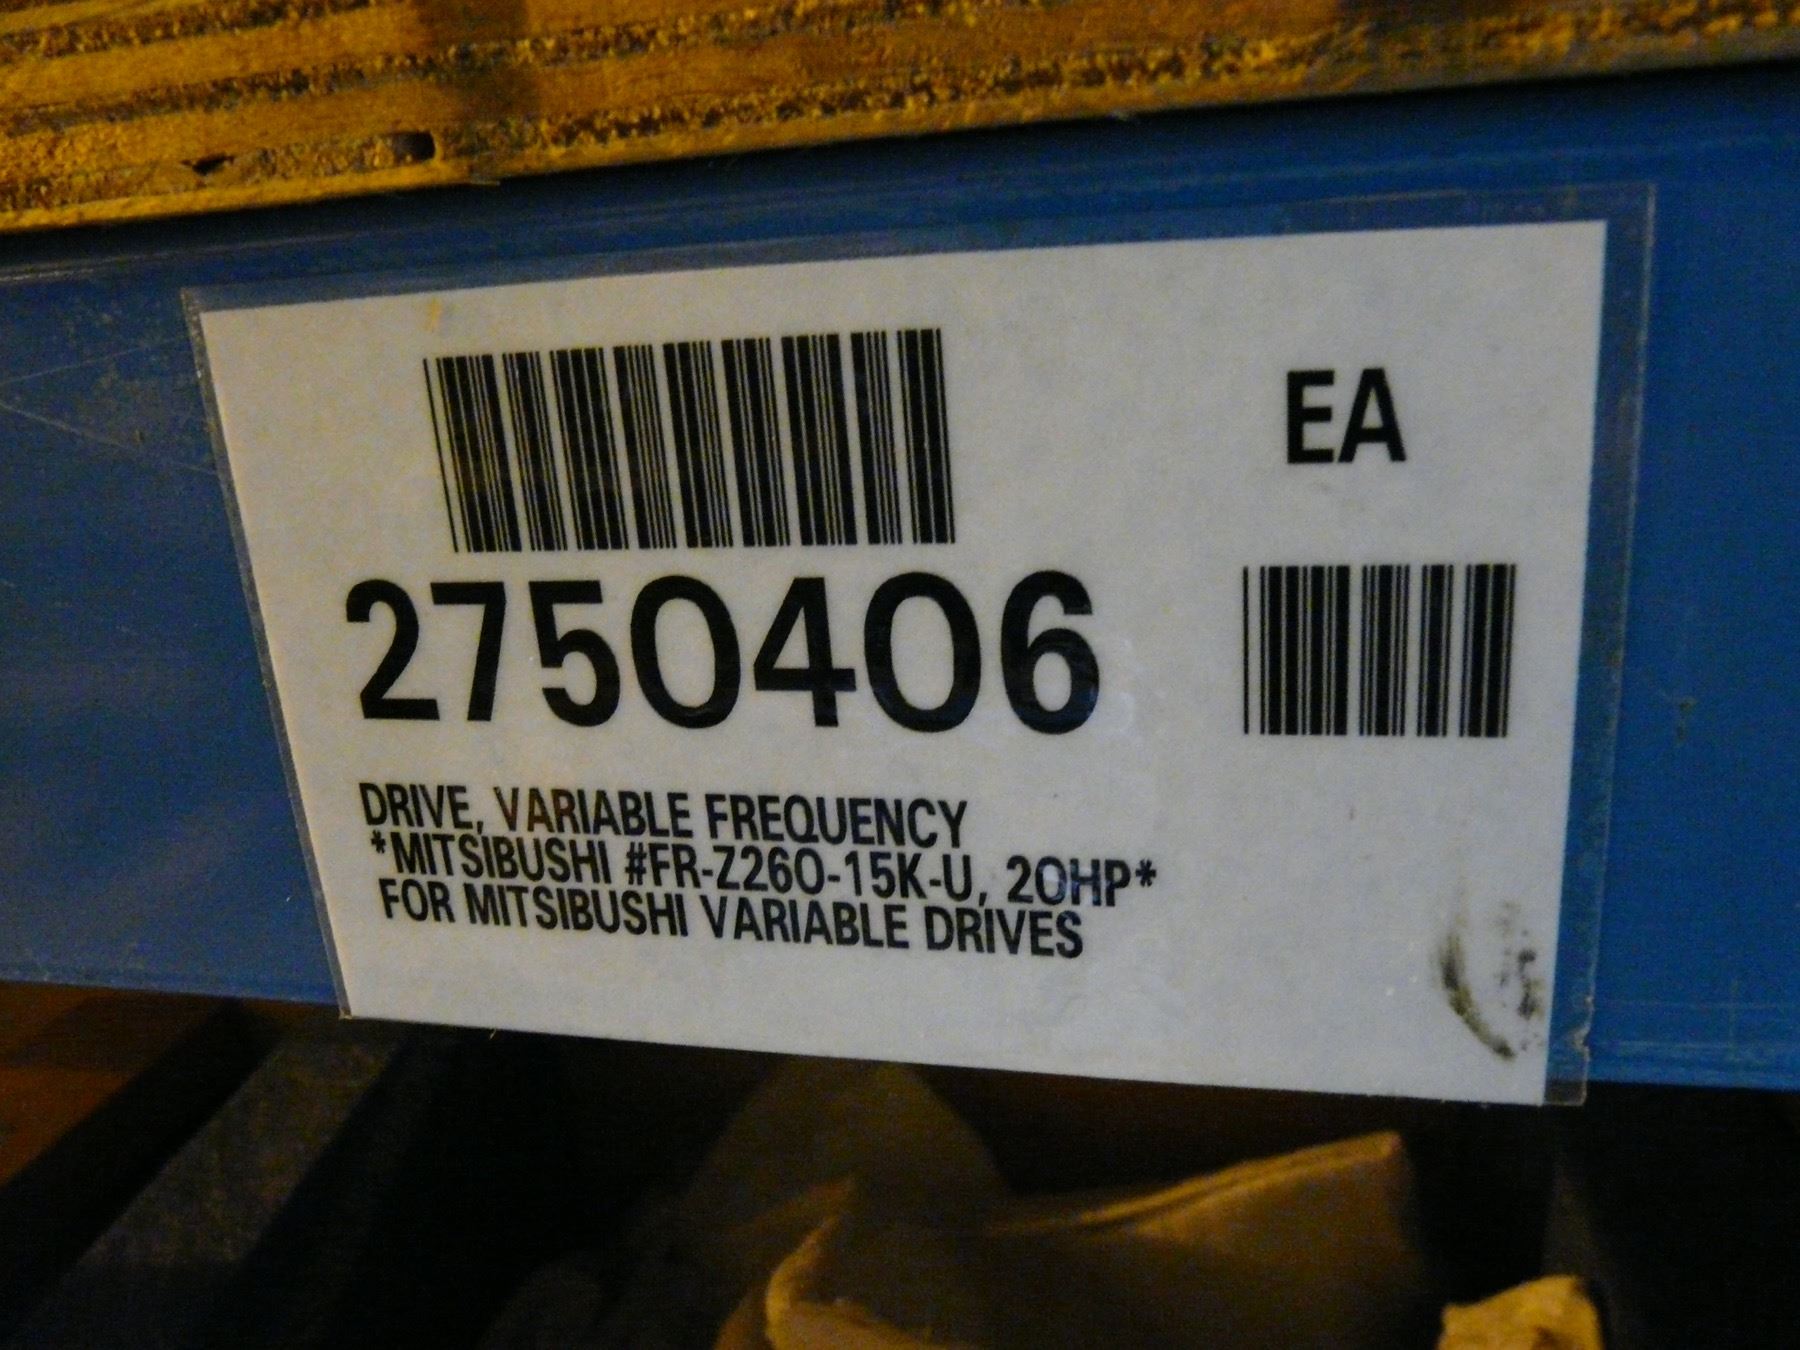 EA
2750406
DRIVE, VARIABLE FREQUENCY
*MITSIBUSHI #FR-Z260-15K-U, 20HP*
FOR MITSIBUSHI VARIABLE DRIVES